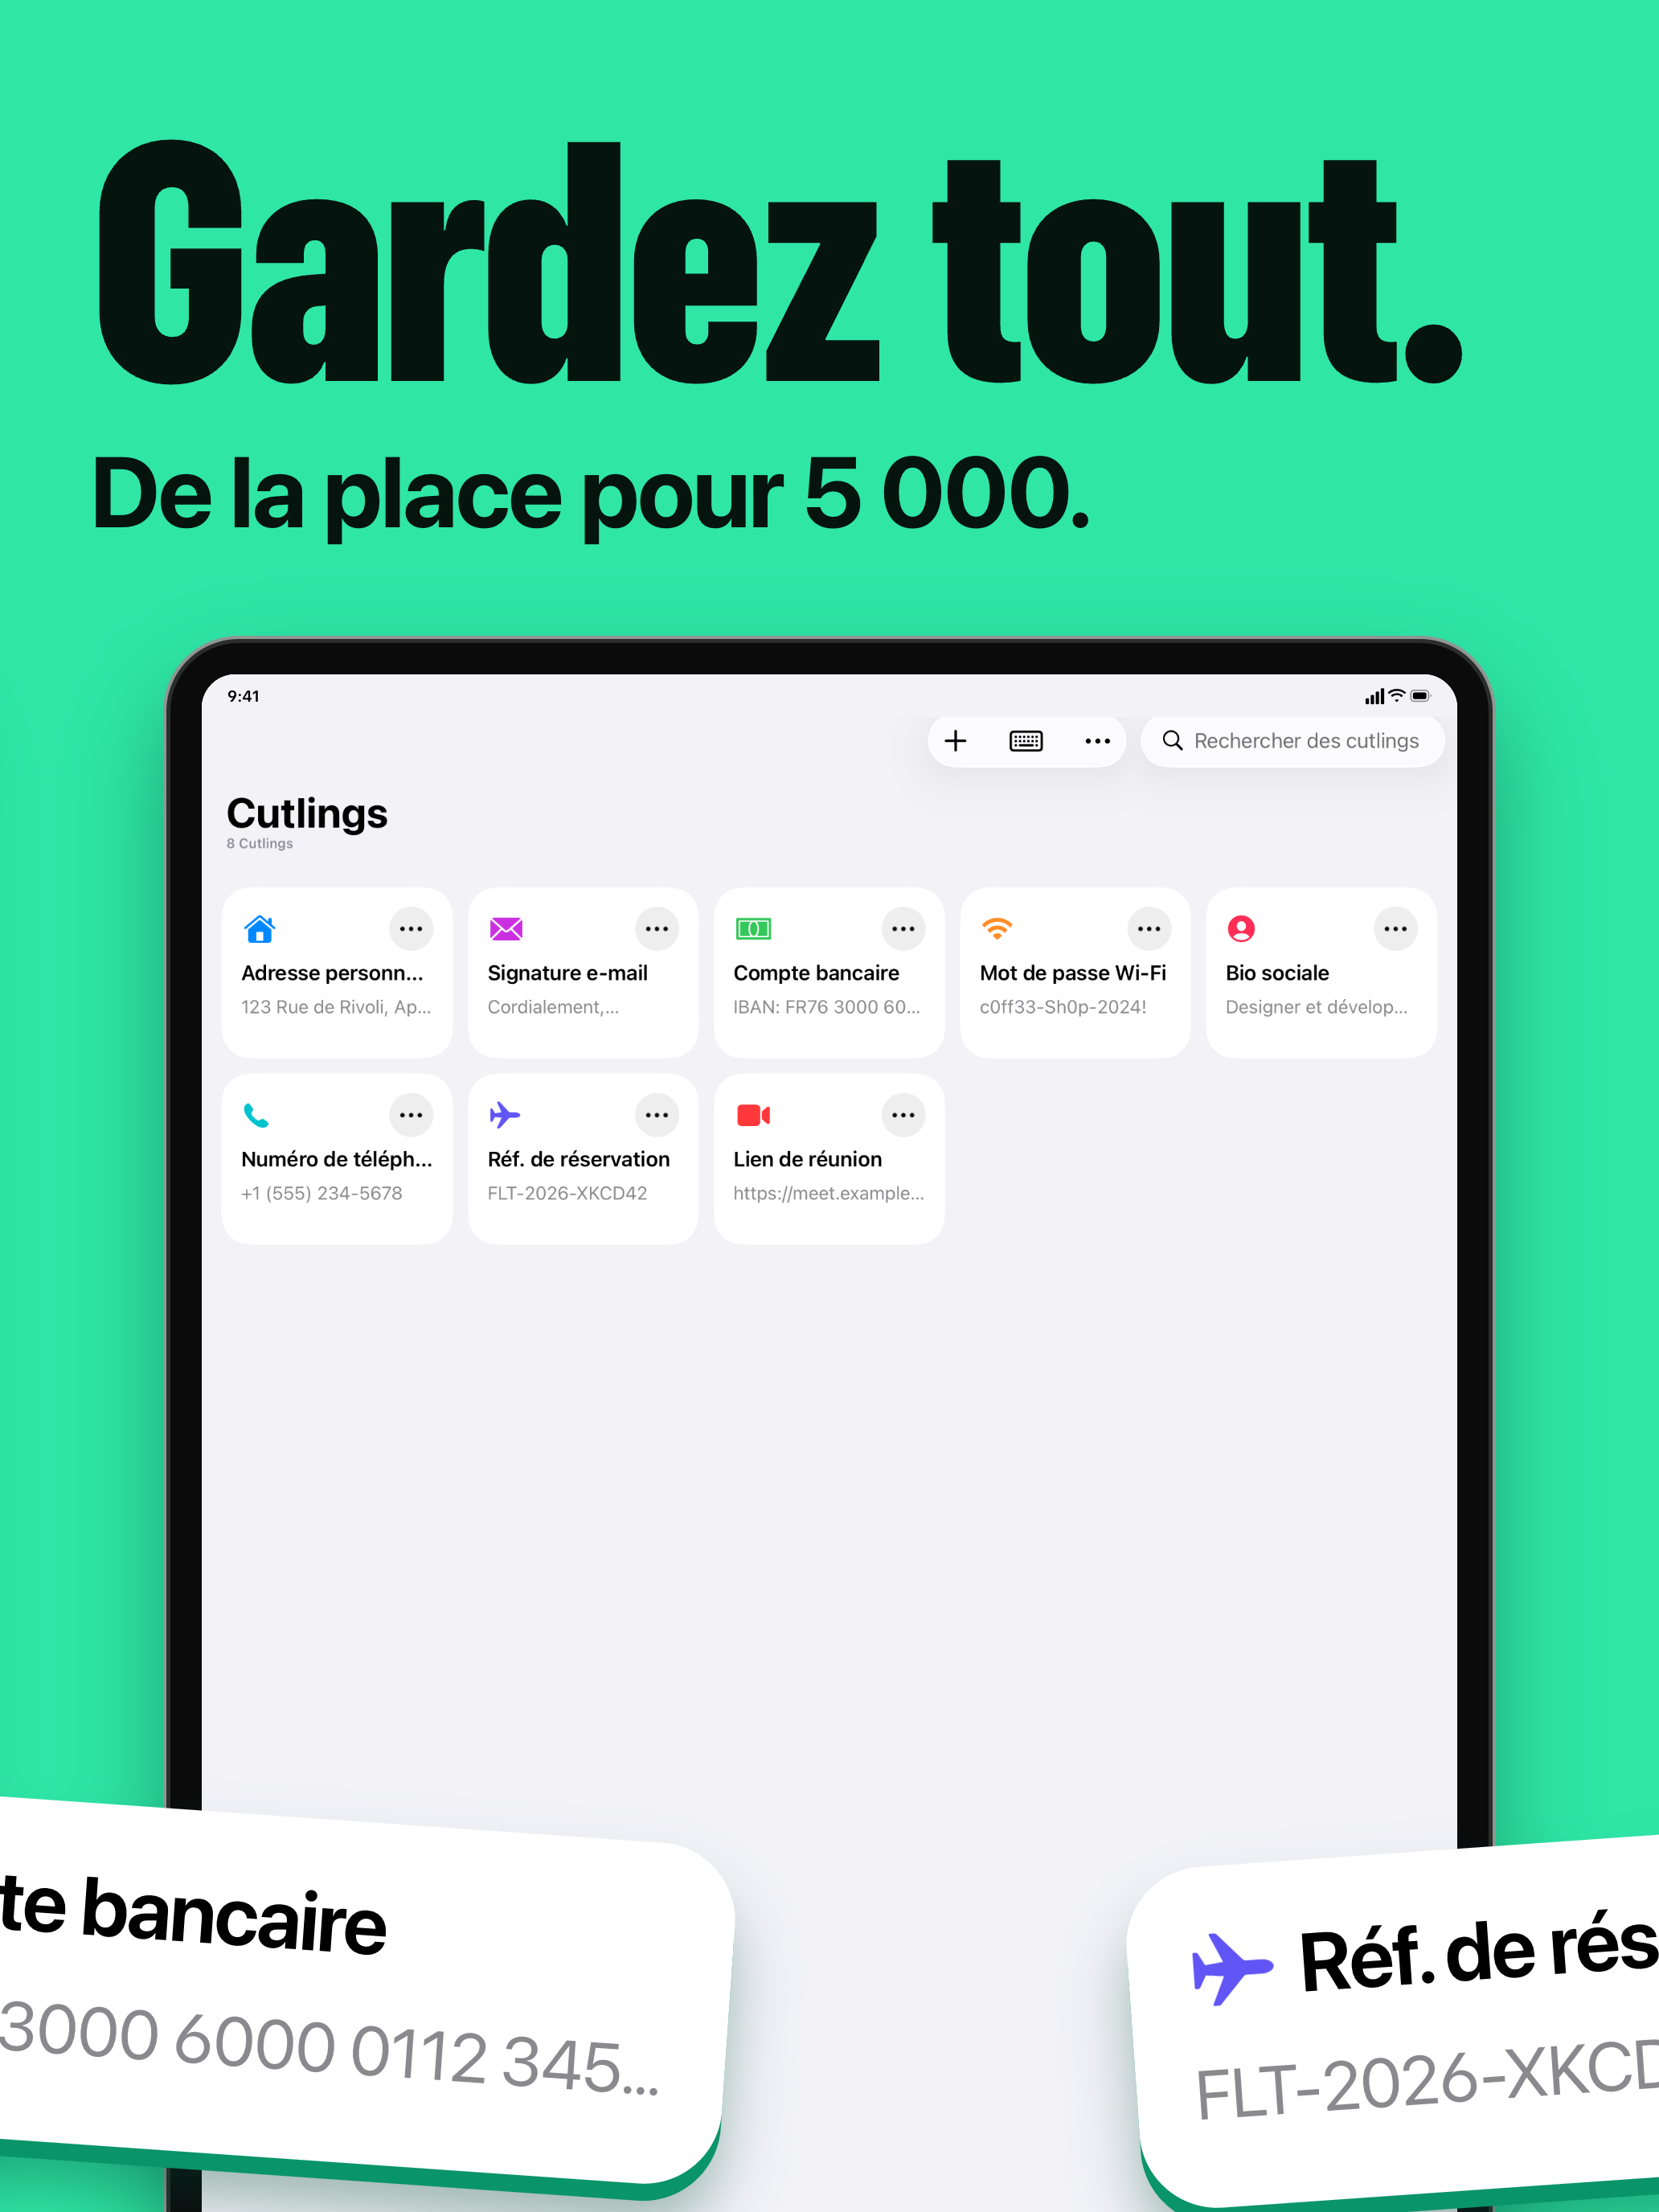 Gardez tout.
De la place pour 5 000.
9:41
Rechercher des cutlings
Cutlings
8 Cutlings
Adresse personn...
123 Rue de Rivoli, Ap...
Signature e-mail
Cordialement,...
Compte bancaire
IBAN: FR76 3000 60...
Mot de passe Wi-Fi
c0ff33-Sh0p-2024!
Bio sociale
Designer et dévelop...
Numéro de téléph...
+1 (555) 234-5678
Réf. de réservation
FLT-2026-XKCD42
Lien de réunion
https://meet.example...
te bancaire
3000 6000 0112 345...
Réf. de rés
FLT-2026-XKCD